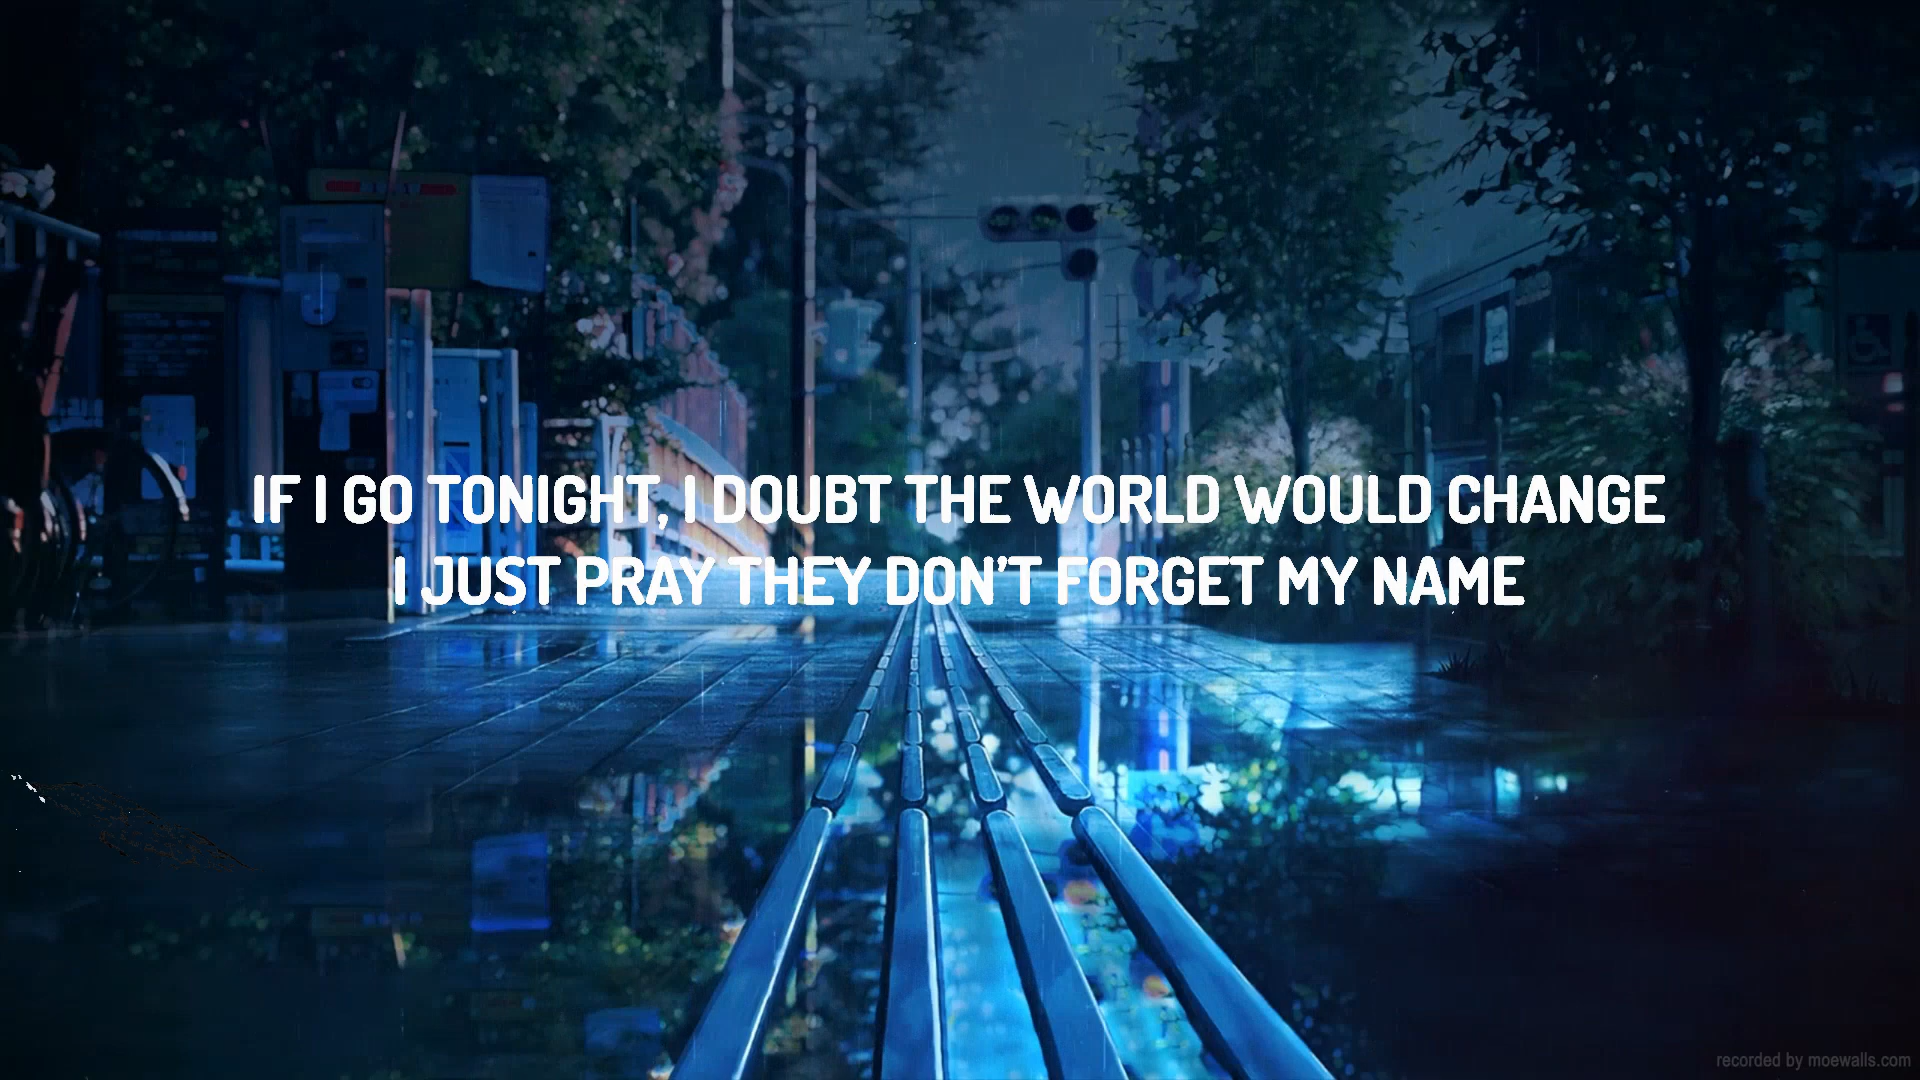 IF I GO TONIGHT, I DOUBT THE WORLD WOULD CHANGE
I JUST PRAY THEY DON'T FORGET MY NAME
recorded by moewalls.com